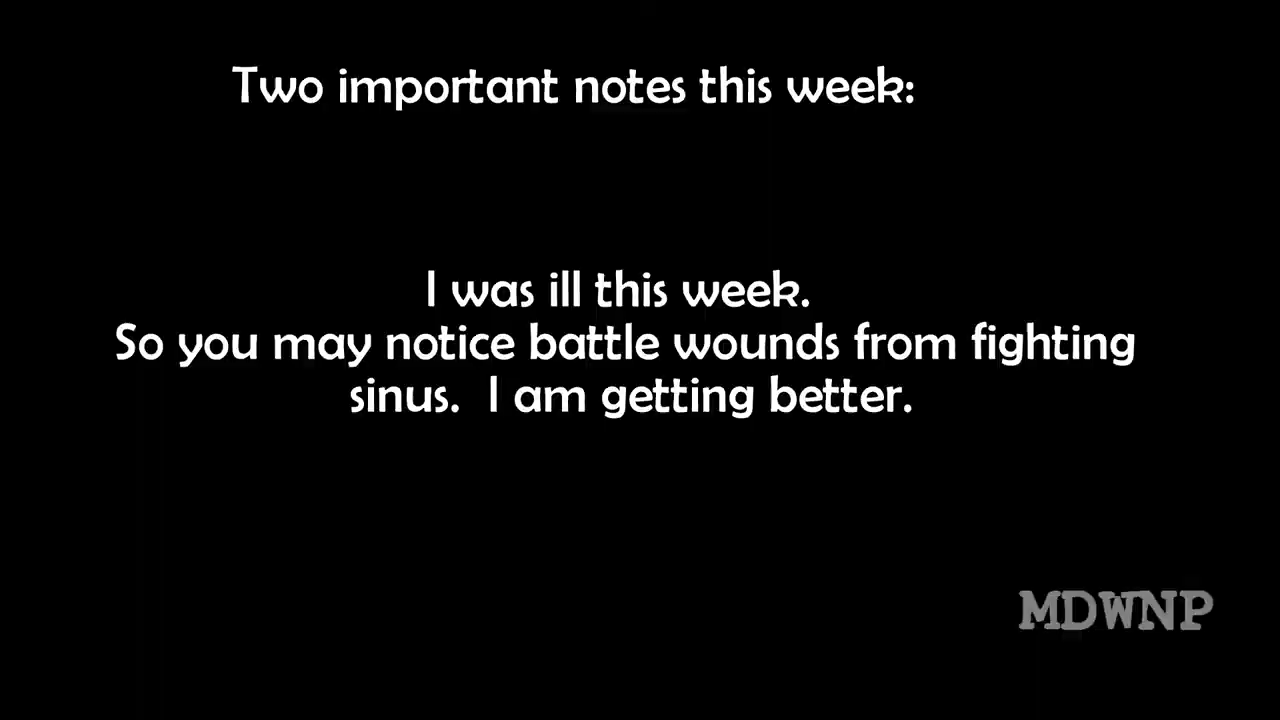 Two important notes this week:
I was ill this week.
So you may notice battle wounds from fighting
sinus.  I am getting better.
MDWNP